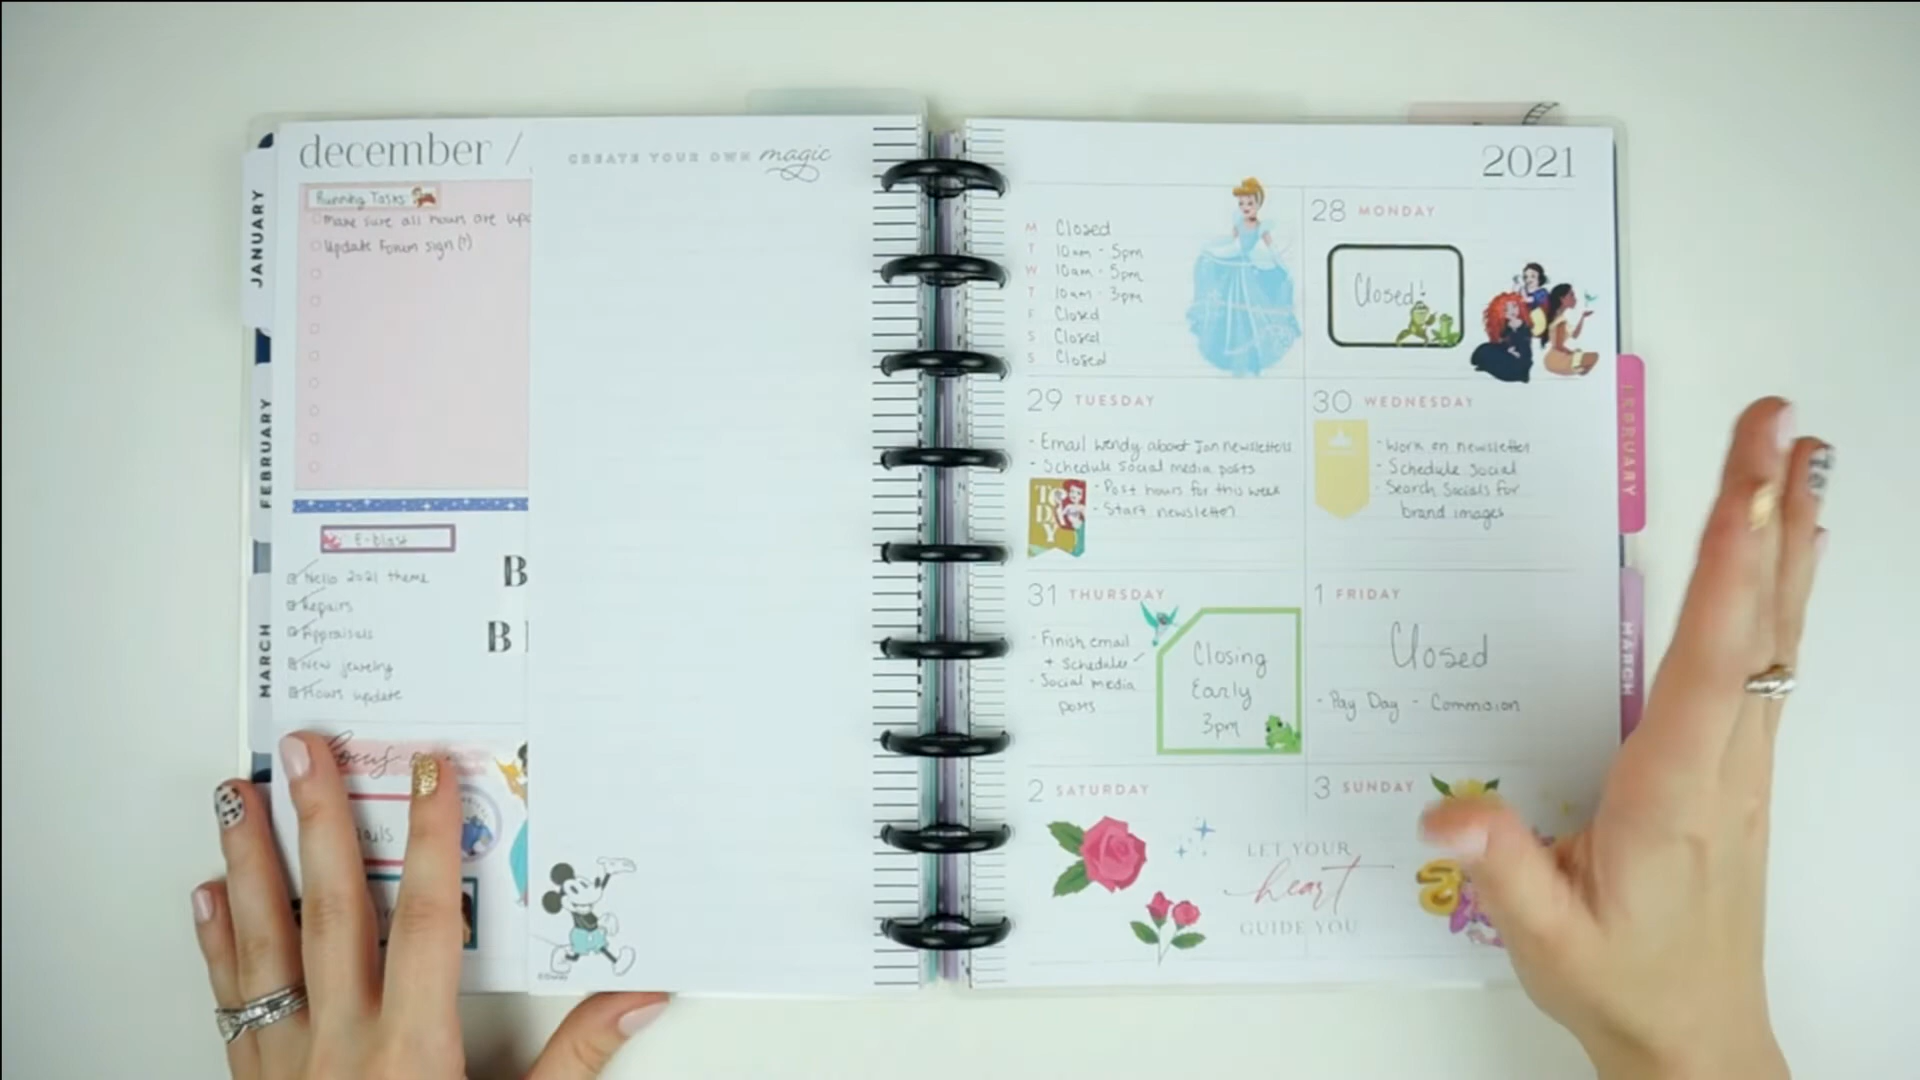 december /
CREATE YOUR OWN magic
JANUARY
FEBRUARY
MARCH
Running Tasks
Make sure all hours are upd
Update Forum sign (?)
E-blast
Hello 2021 theme
Repairs
Appraisals
New jewelry
Hours update
B
B
focus
©Disney
2021
M Closed
T 10am - 5pm
W 10am - 5pm
T 10am - 3pm
F Closed
S Closed
S Closed
28 MONDAY
Closed!
29 TUESDAY
- Email Wendy about Jan newsletters
- Schedule social media posts
- Post hours for this week
- Start newsletter
TODAY
30 WEDNESDAY
- Work on newsletter
- Schedule Social
- Search Socials for
brand images
31 THURSDAY
- Finish email
+ Schedule ✓
- Social media
posts
Closing
Early
3pm
1 FRIDAY
Closed
- Pay Day - Commsion
2 SATURDAY
3 SUNDAY
LET YOUR
heart
GUIDE YOU
FEBRUARY
MARCH